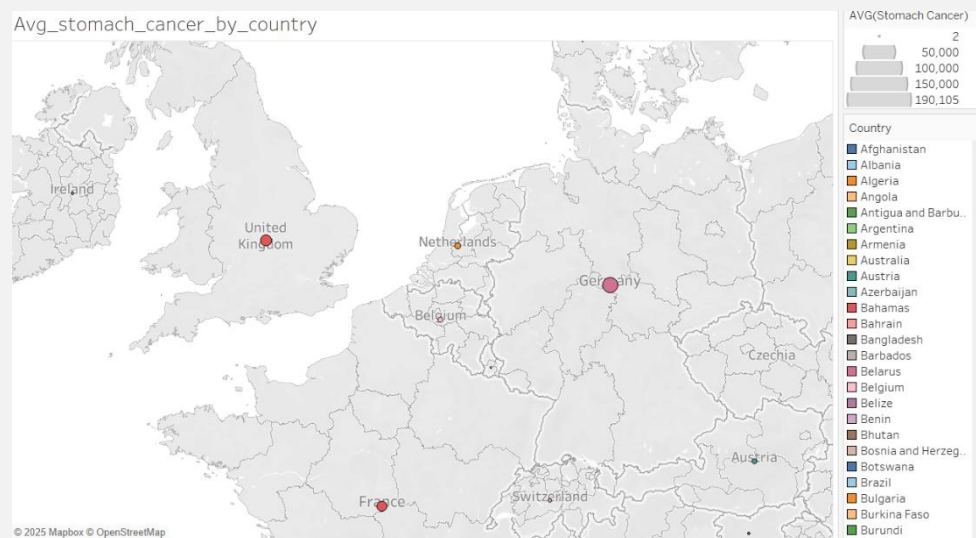 Avg_stomach_cancer_by_country
Ireland
United
Kingdom
Netherlands
Germany
Belgium
Czechia
Austria
France
Switzerland
© 2025 Mapbox © OpenStreetMap
AVG(Stomach Cancer)
2
50,000
100,000
150,000
190,105
Country
Afghanistan
Albania
Algeria
Angola
Antigua and Barbu..
Argentina
Armenia
Australia
Austria
Azerbaijan
Bahamas
Bahrain
Bangladesh
Barbados
Belarus
Belgium
Belize
Benin
Bhutan
Bosnia and Herzeg..
Botswana
Brazil
Bulgaria
Burkina Faso
Burundi